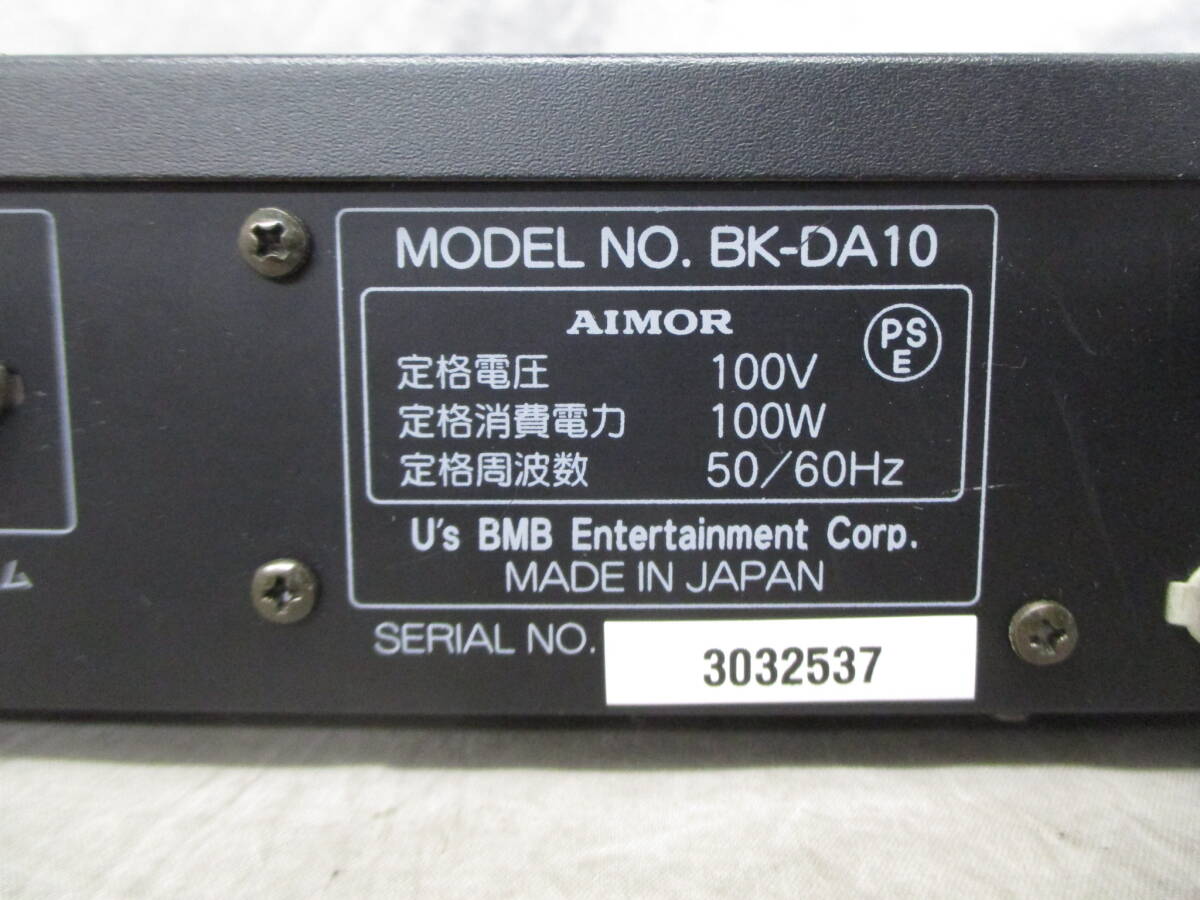 MODEL NO. BK-DA10
AIMOR
PS
E
定格電圧 100V
定格消費電力 100W
定格周波数 50/60Hz
U's BMB Entertainment Corp.
MADE IN JAPAN
SERIAL NO. 3032537